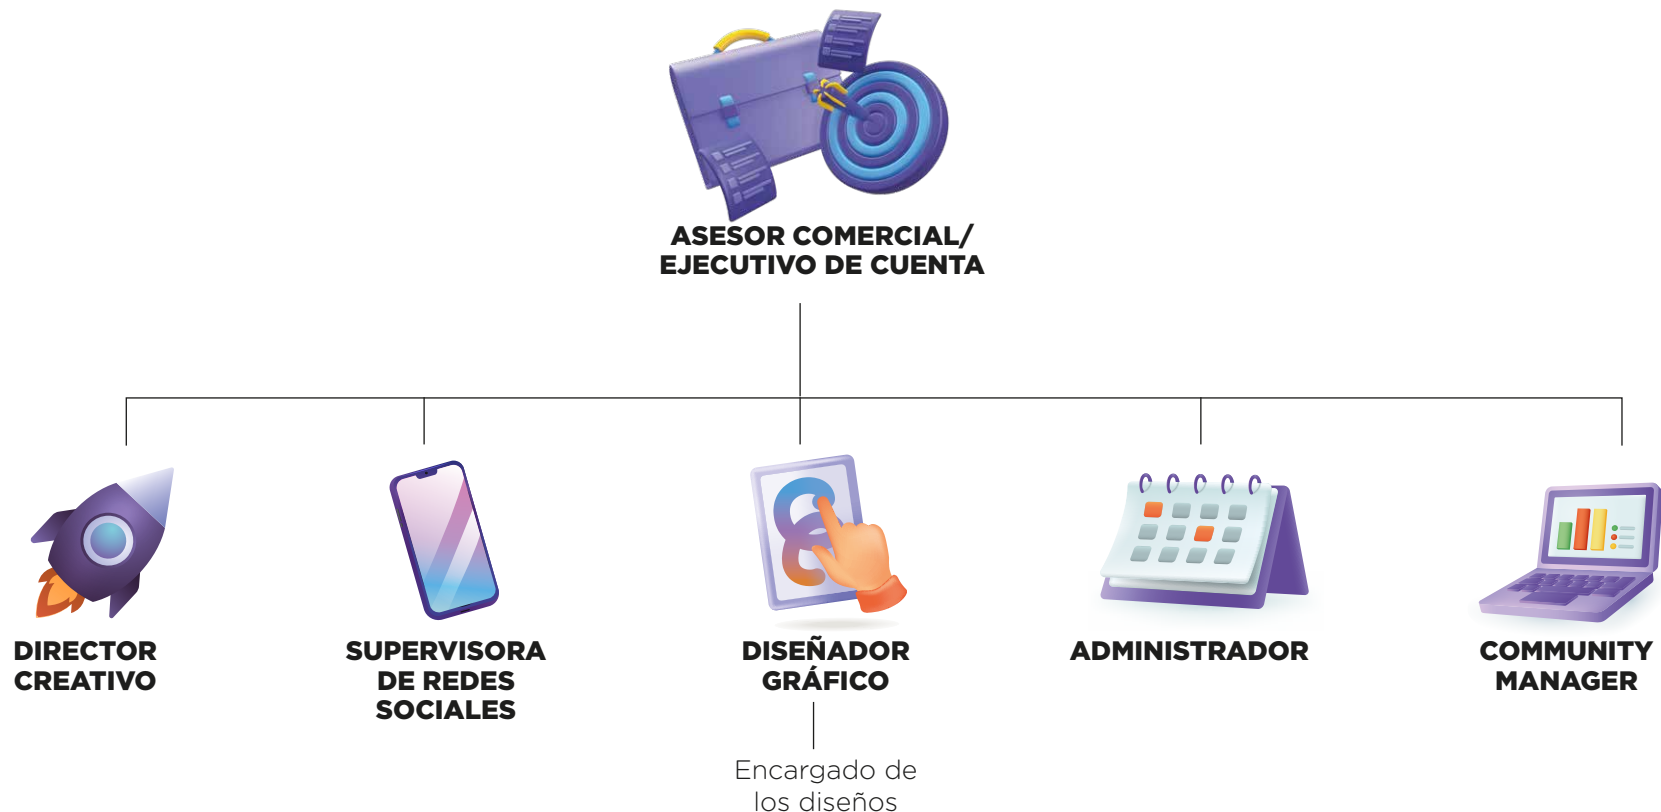 ASESOR COMERCIAL/
EJECUTIVO DE CUENTA
DIRECTOR
CREATIVO
SUPERVISORA
DE REDES
SOCIALES
DISEÑADOR
GRÁFICO
ADMINISTRADOR
COMMUNITY
MANAGER
Encargado de
los diseños